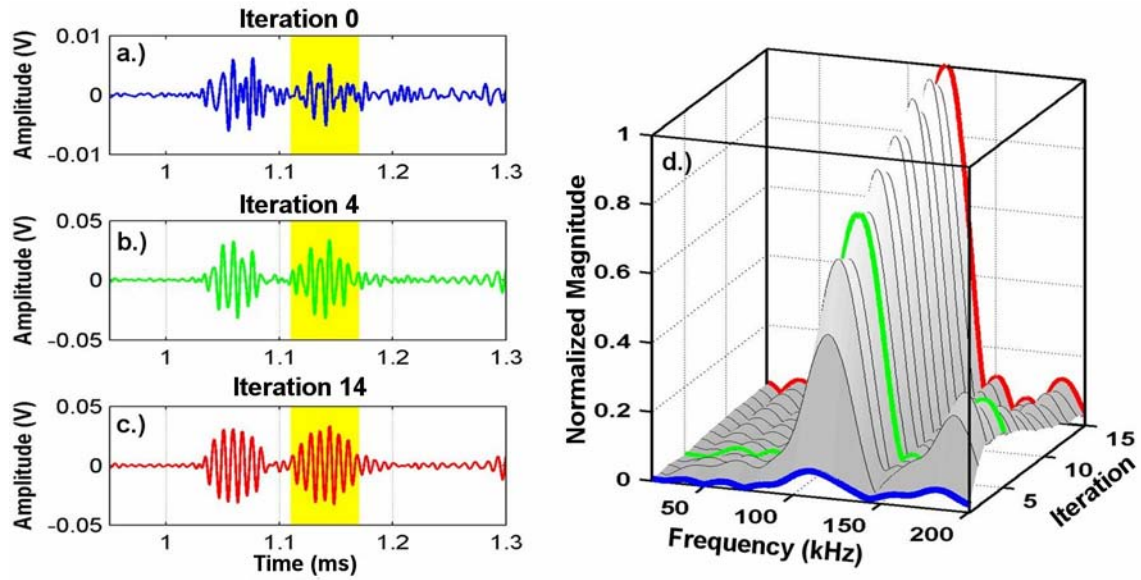 Iteration 0
a.)
Amplitude (V)
0.01
0
-0.01
1
1.1
1.2
1.3
Iteration 4
b.)
Amplitude (V)
0.05
0
-0.05
1
1.1
1.2
1.3
Iteration 14
c.)
Amplitude (V)
0.05
0
-0.05
1
1.1
1.2
1.3
Time (ms)
d.)
Normalized Magnitude
1
0.8
0.6
0.4
0.2
0
50
100
150
200
Frequency (kHz)
5
10
15
Iteration